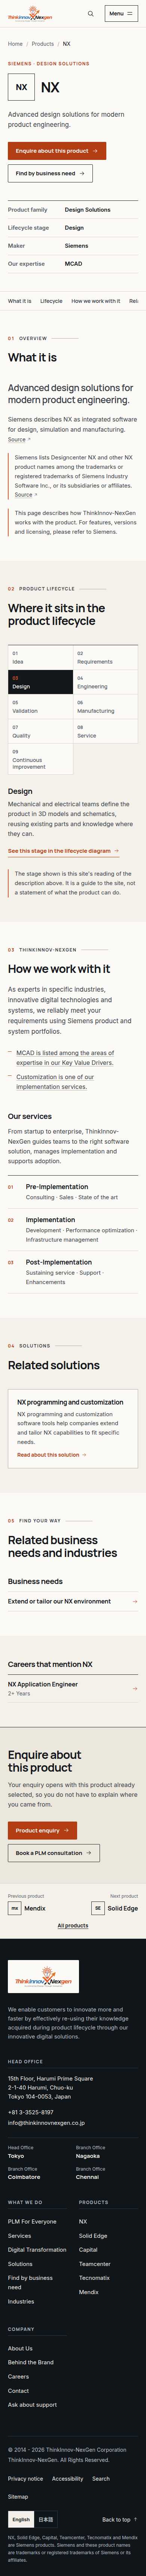 ThinkinnovNexgen
Menu
Home / Products / NX
SIEMENS · DESIGN SOLUTIONS
NX
NX
Advanced design solutions for modern
product engineering.
Enquire about this product →
Find by business need →
Product family Design Solutions
Lifecycle stage Design
Maker Siemens
Our expertise MCAD
What it is Lifecycle How we work with it Rel
01 OVERVIEW
What it is
Advanced design solutions for
modern product engineering.
Siemens describes NX as integrated software
for design, simulation and manufacturing.
Source ↗
Siemens lists Designcenter NX and other NX
product names among the trademarks or
registered trademarks of Siemens Industry
Software Inc., or its subsidiaries or affiliates.
Source ↗
This page describes how ThinkInnov-NexGen
works with the product. For features, versions
and licensing, please refer to Siemens.
02 PRODUCT LIFECYCLE
Where it sits in the
product lifecycle
01
Idea
02
Requirements
03
Design
04
Engineering
05
Validation
06
Manufacturing
07
Quality
08
Service
09
Continuous
Improvement
Design
Mechanical and electrical teams define the
product in 3D models and schematics,
reusing existing parts and knowledge where
they can.
See this stage in the lifecycle diagram →
The stage shown is this site's reading of the
description above. It is a guide to the site, not
a statement of what the product can do.
03 THINKINNOV-NEXGEN
How we work with it
As experts in specific industries,
innovative digital technologies and
systems, we reliably meet your
requirements using Siemens product and
system portfolios.
— MCAD is listed among the areas of
expertise in our Key Value Drivers.
— Customization is one of our
implementation services.
Our services
From startup to enterprise, ThinkInnov-
NexGen guides teams to the right software
solution, manages implementation and
supports adoption.
01 Pre-Implementation
Consulting · Sales · State of the art
02 Implementation
Development · Performance optimization ·
Infrastructure management
03 Post-Implementation
Sustaining service · Support ·
Enhancements
04 SOLUTIONS
Related solutions
NX programming and customization
NX programming and customization
software tools help companies extend
and tailor NX capabilities to fit specific
needs.
Read about this solution →
05 FIND YOUR WAY
Related business
needs and industries
Business needs
Extend or tailor our NX environment →
Careers that mention NX
NX Application Engineer →
2+ Years
Enquire about
this product
Your enquiry opens with this product already
selected, so you do not have to explain where
you came from.
Product enquiry →
Book a PLM consultation →
Previous product
MX Mendix
Next product
SE Solid Edge
All products
ThinkinnovNexgen
We enable customers to innovate more and
faster by effectively re-using their knowledge
acquired during product lifecycle through our
innovative digital solutions.
HEAD OFFICE
15th Floor, Harumi Prime Square
2-1-40 Harumi, Chuo-ku
Tokyo 104-0053, Japan
+81 3-3525-8197
info@thinkinnovnexgen.co.jp
Head Office
Tokyo
Branch Office
Nagaoka
Branch Office
Coimbatore
Branch Office
Chennai
WHAT WE DO
PLM For Everyone
Services
Digital Transformation
Solutions
Find by business
need
Industries
PRODUCTS
NX
Solid Edge
Capital
Teamcenter
Tecnomatix
Mendix
COMPANY
About Us
Behind the Brand
Careers
Contact
Ask about support
© 2014 - 2026 ThinkInnov-NexGen Corporation
ThinkInnov-NexGen. All Rights Reserved.
Privacy notice Accessibility Search
Sitemap
English 日本語 Back to top ↑
NX, Solid Edge, Capital, Teamcenter, Tecnomatix and Mendix
are Siemens products. Siemens and these product names
are trademarks or registered trademarks of Siemens or its
affiliates.